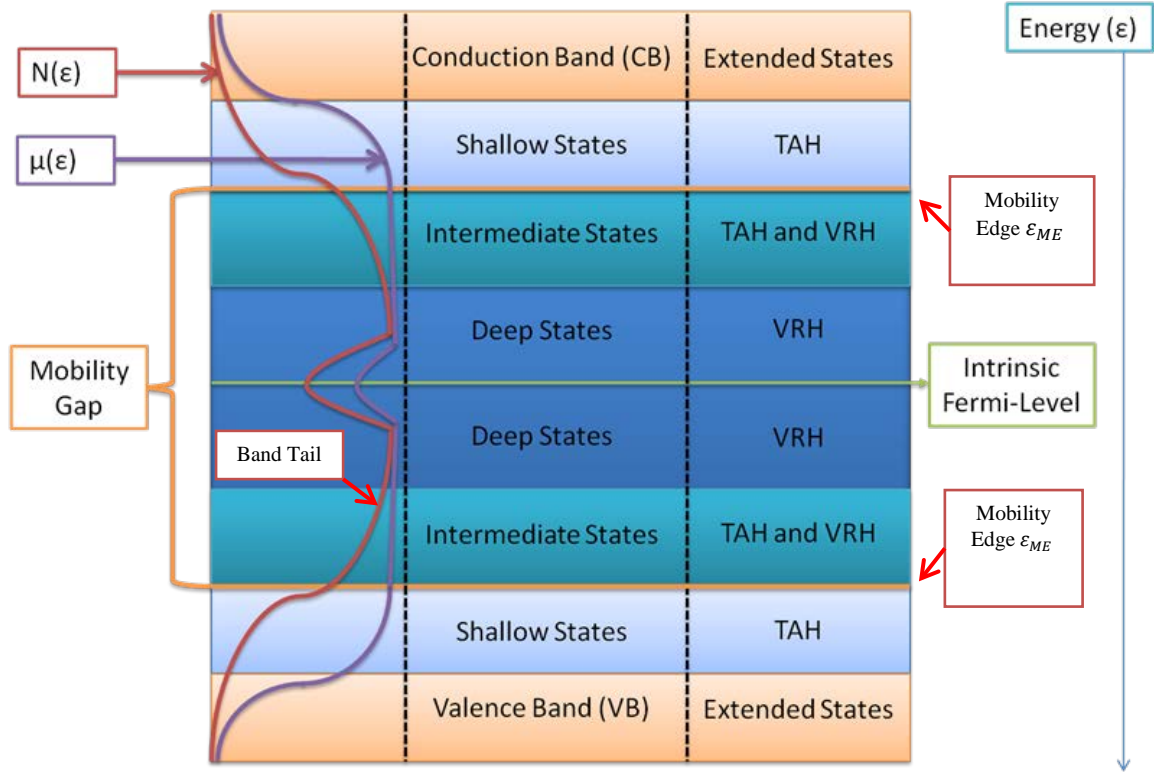 Energy (ε)
N(ε)
Conduction Band (CB)
Extended States
μ(ε)
Shallow States
TAH
Mobility
Edge ε_ME
Intermediate States
TAH and VRH
Deep States
VRH
Mobility
Gap
Intrinsic
Fermi-Level
Band Tail
Deep States
VRH
Mobility
Edge ε_ME
Intermediate States
TAH and VRH
Shallow States
TAH
Valence Band (VB)
Extended States